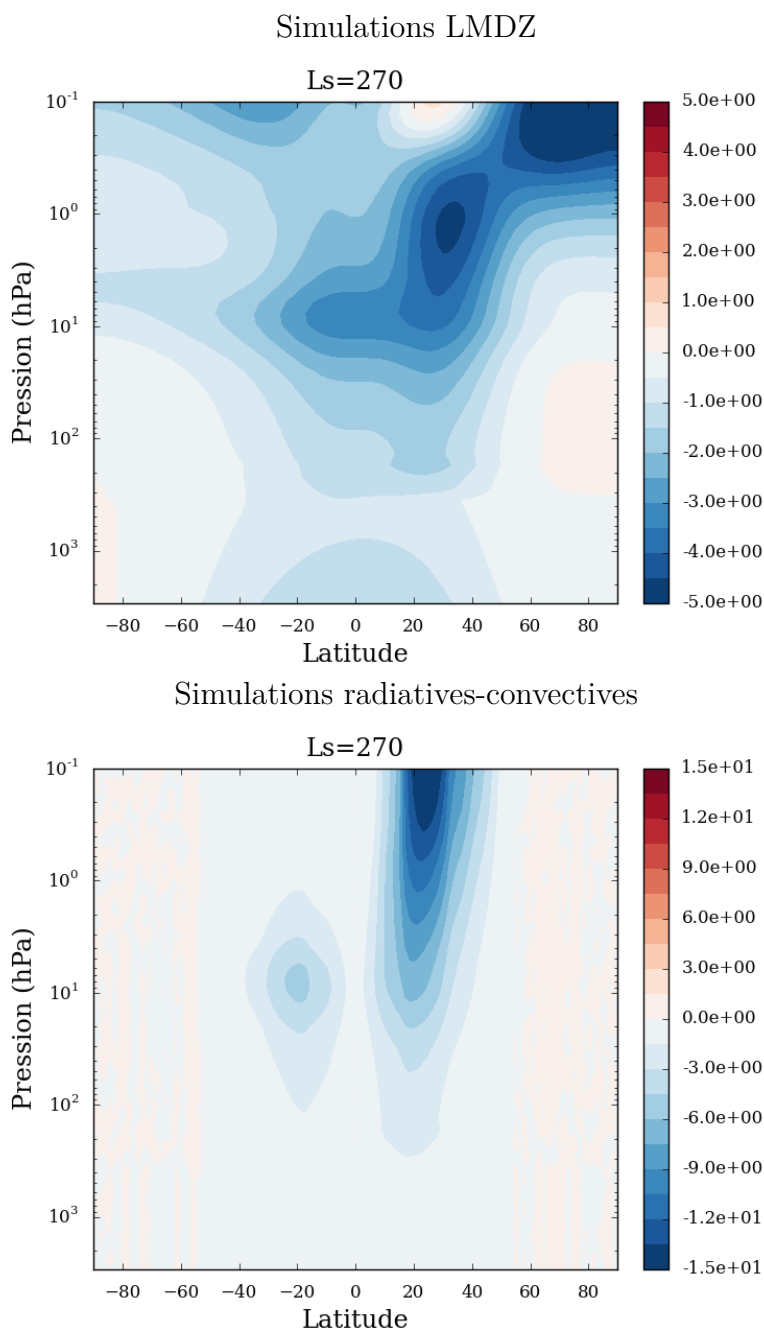 Simulations LMDZ
Ls=270
10^-1
10^0
10^1
10^2
10^3
Pression (hPa)
−80 −60 −40 −20 0 20 40 60 80
Latitude
5.0e+00
4.0e+00
3.0e+00
2.0e+00
1.0e+00
0.0e+00
-1.0e+00
-2.0e+00
-3.0e+00
-4.0e+00
-5.0e+00
Simulations radiatives-convectives
Ls=270
10^-1
10^0
10^1
10^2
10^3
Pression (hPa)
−80 −60 −40 −20 0 20 40 60 80
Latitude
1.5e+01
1.2e+01
9.0e+00
6.0e+00
3.0e+00
0.0e+00
-3.0e+00
-6.0e+00
-9.0e+00
-1.2e+01
-1.5e+01